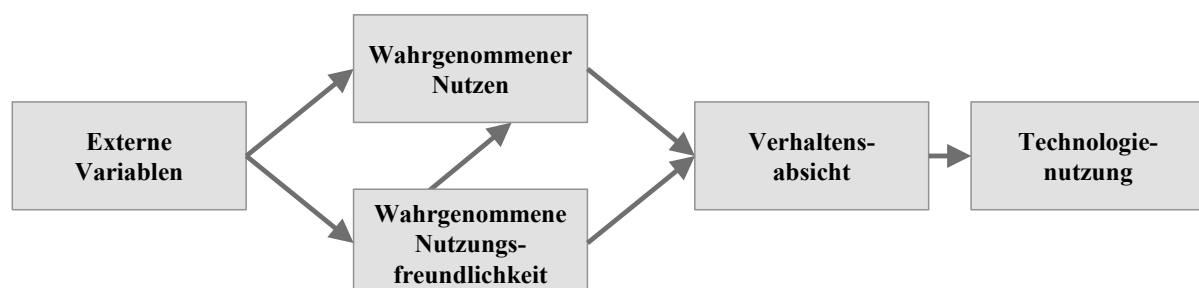 Externe
Variablen
Wahrgenommener
Nutzen
Wahrgenommene
Nutzungs-
freundlichkeit
Verhaltens-
absicht
Technologie-
nutzung